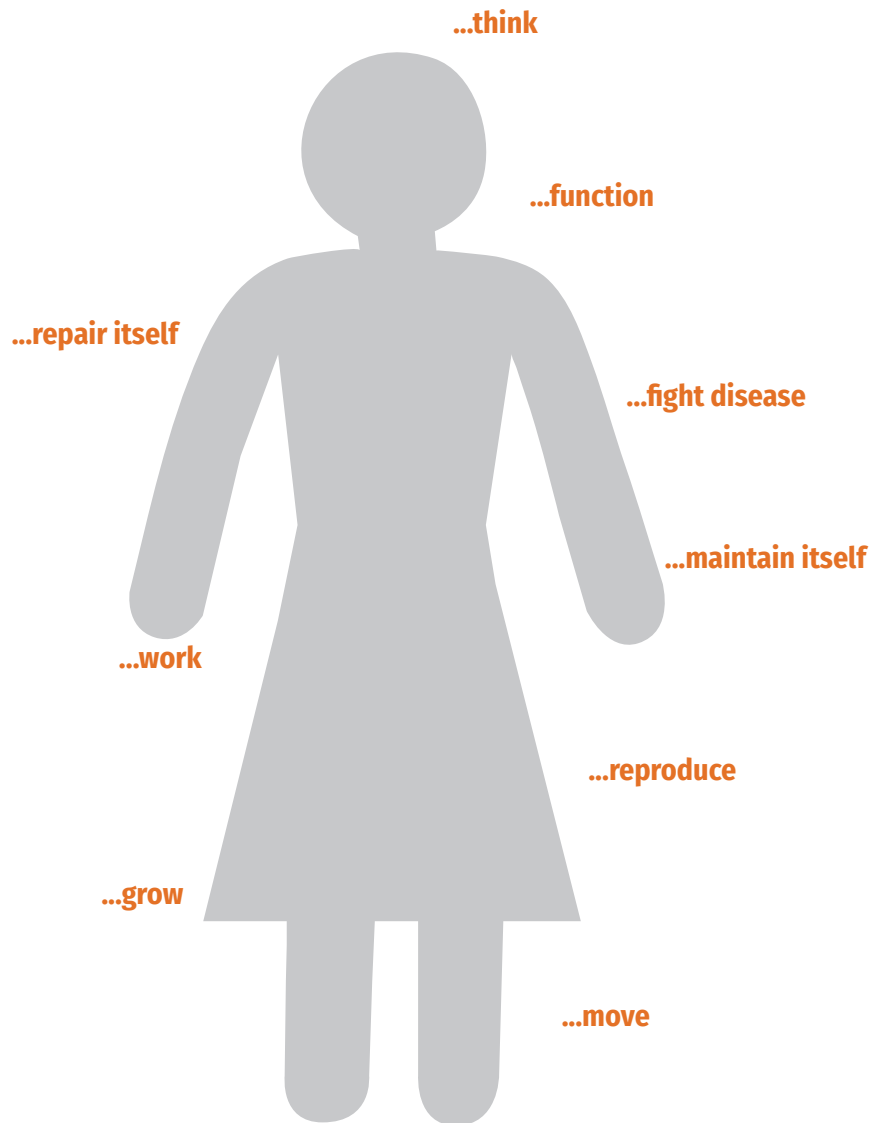 ...think
...function
...repair itself
...fight disease
...maintain itself
...work
...reproduce
...grow
...move